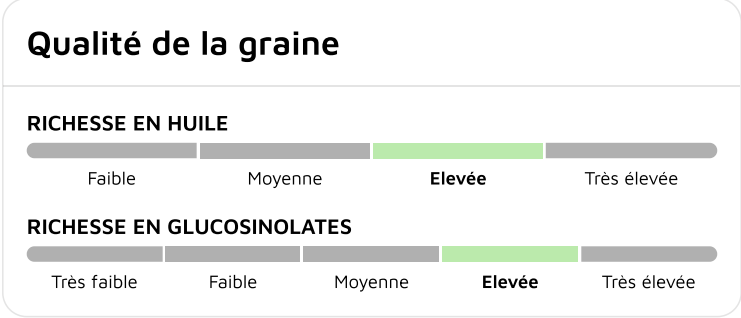 Qualité de la graine
RICHESSE EN HUILE
Faible Moyenne Elevée Très élevée
RICHESSE EN GLUCOSINOLATES
Très faible Faible Moyenne Elevée Très élevée